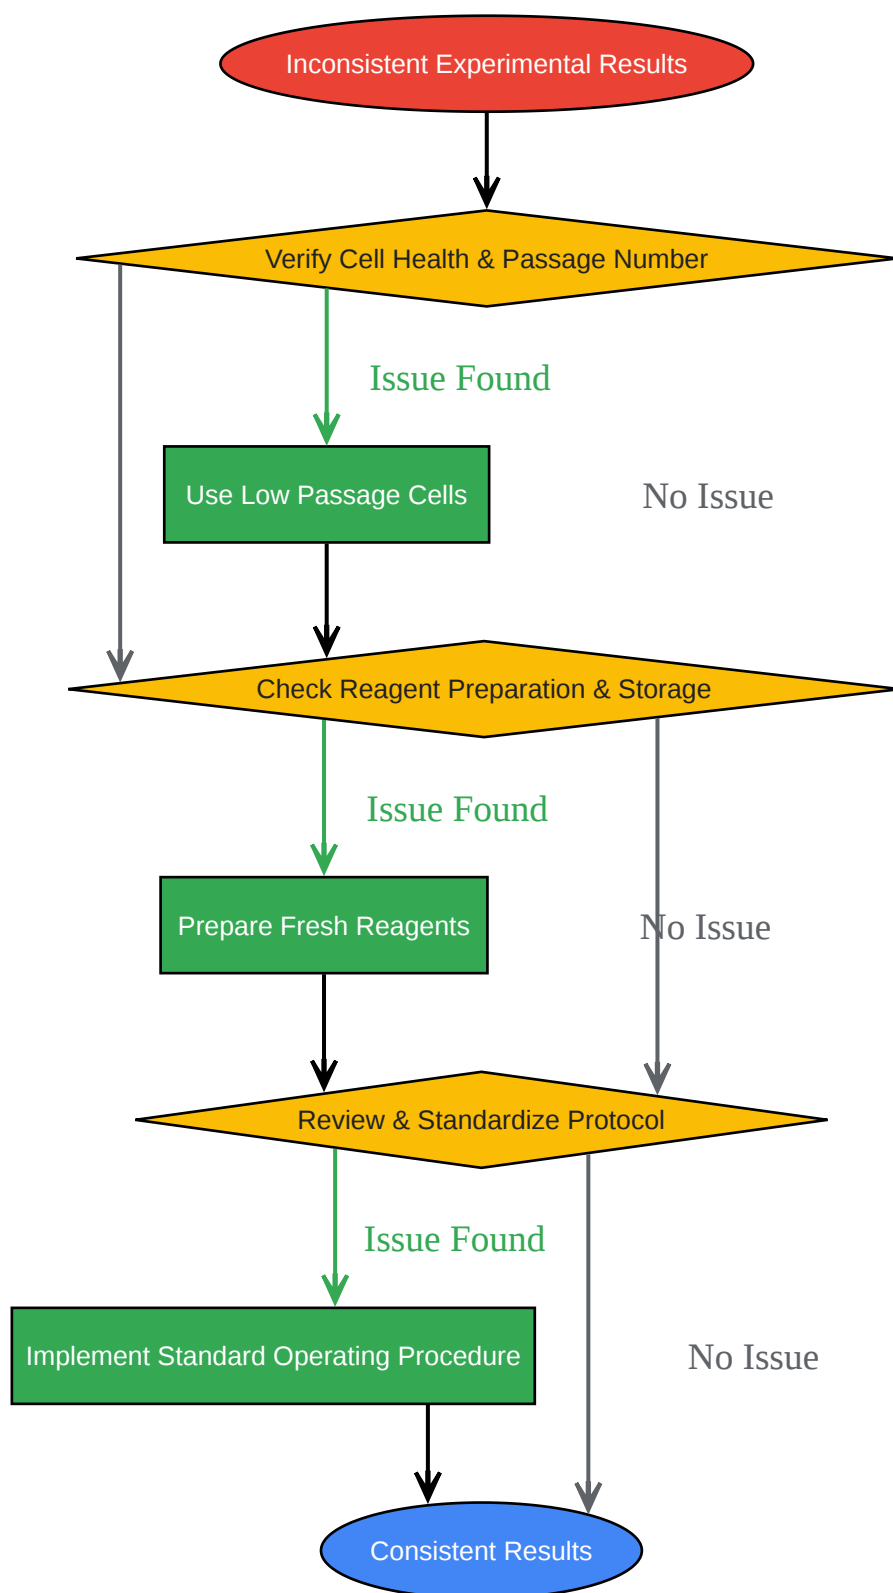 Inconsistent Experimental Results
Verify Cell Health & Passage Number
Issue Found
Use Low Passage Cells
No Issue
Check Reagent Preparation & Storage
Issue Found
Prepare Fresh Reagents
No Issue
Review & Standardize Protocol
Issue Found
Implement Standard Operating Procedure
No Issue
Consistent Results